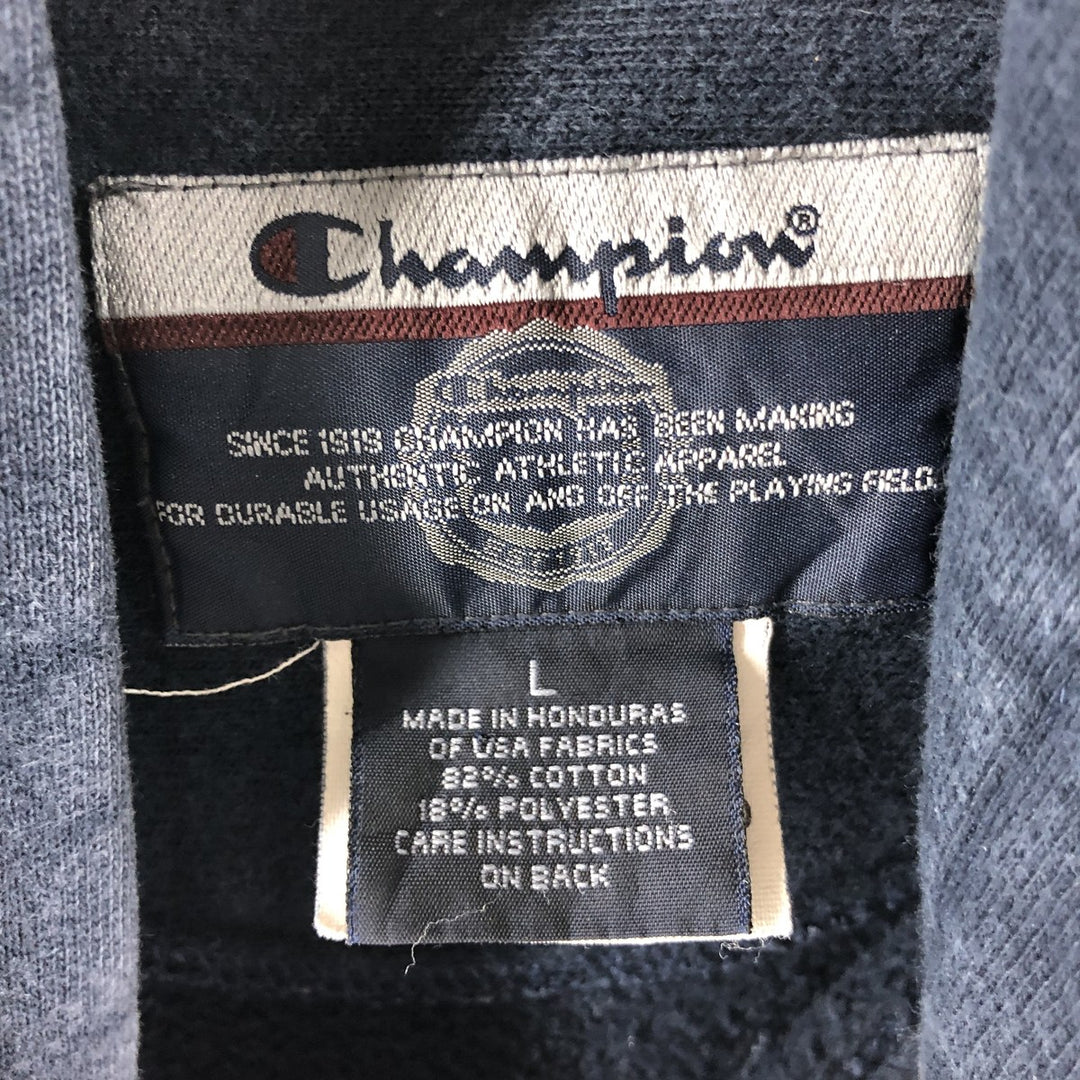 Champion®
Champion
SINCE 1919 CHAMPION HAS BEEN MAKING
AUTHENTIC ATHLETIC APPAREL
FOR DURABLE USAGE ON AND OFF THE PLAYING FIELD.
L
MADE IN HONDURAS
OF USA FABRICS
82% COTTON
18% POLYESTER
CARE INSTRUCTIONS
ON BACK